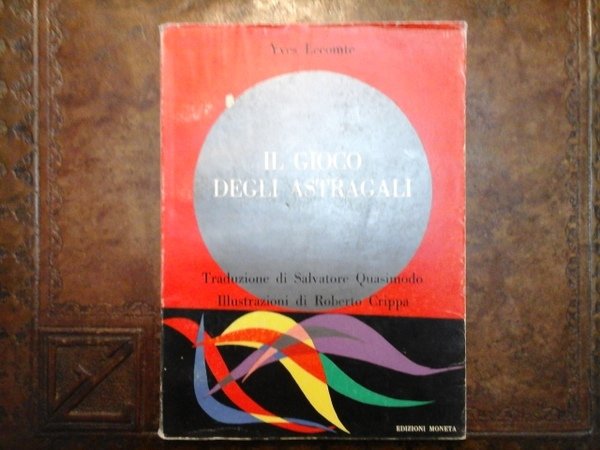 Yves Lecomte
IL GIOCO
DEGLI ASTRAGALI
Traduzione di Salvatore Quasimodo
Illustrazioni di Roberto Crippa
EDIZIONI MONETA